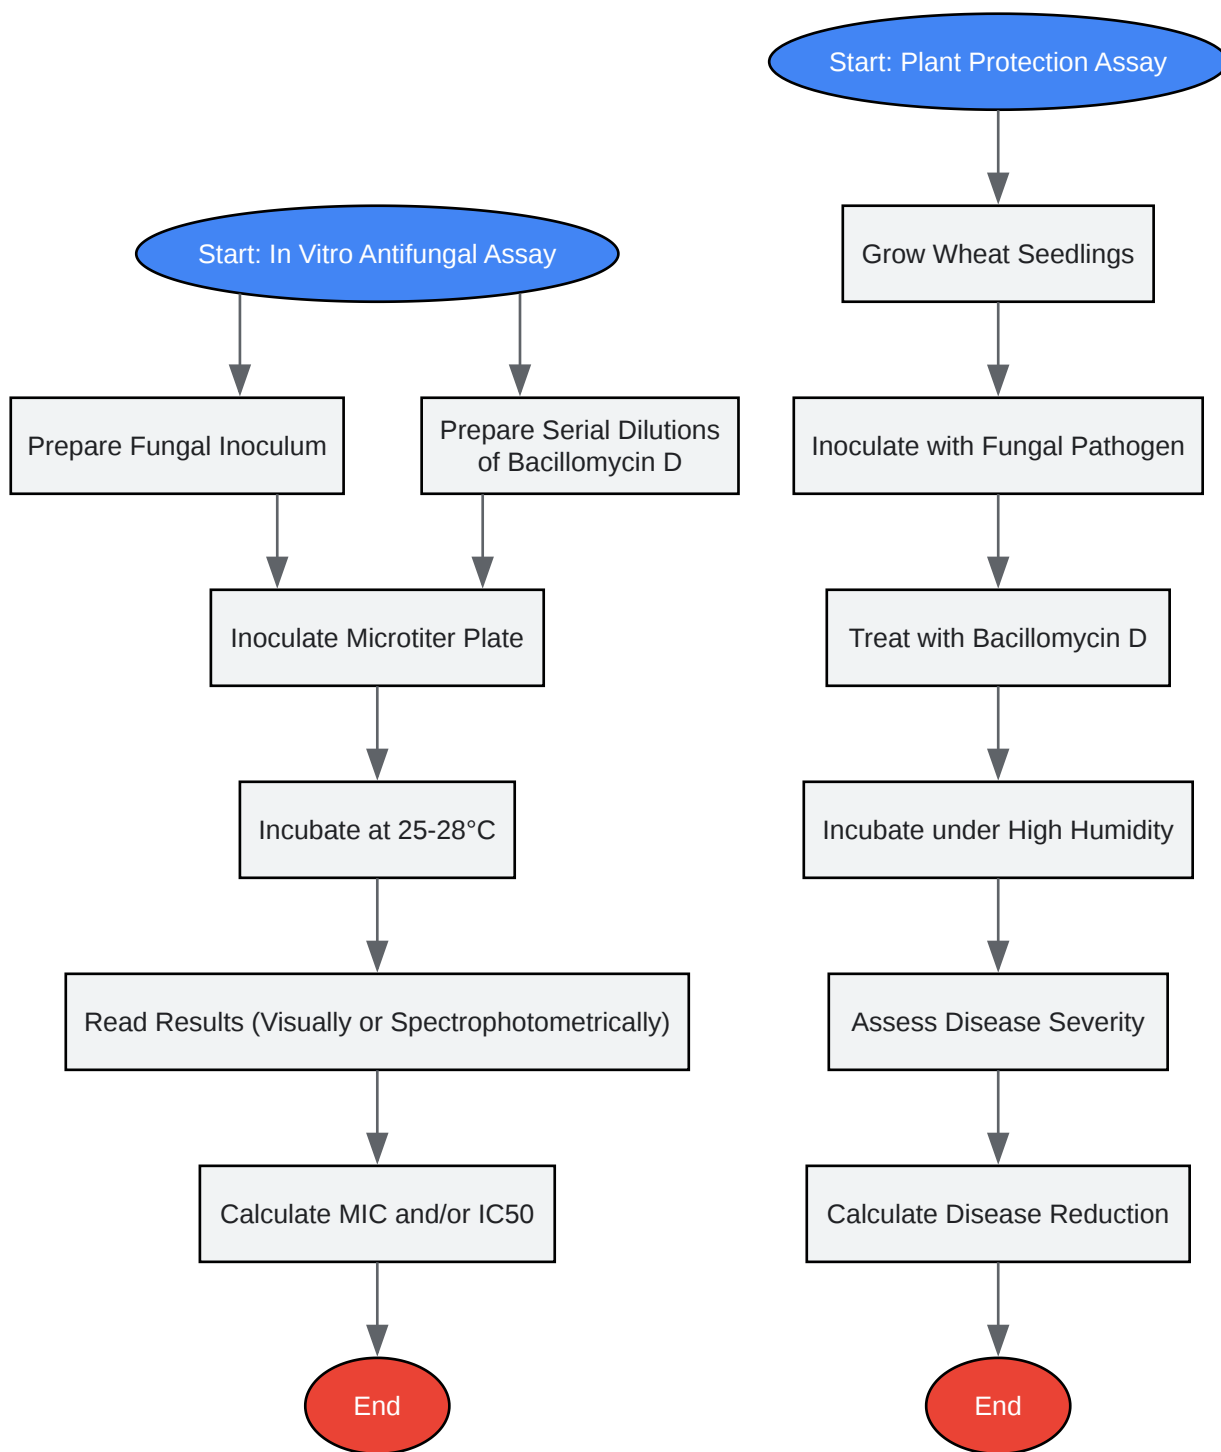 Start: In Vitro Antifungal Assay
Prepare Fungal Inoculum
Prepare Serial Dilutions
of Bacillomycin D
Inoculate Microtiter Plate
Incubate at 25-28°C
Read Results (Visually or Spectrophotometrically)
Calculate MIC and/or IC50
End
Start: Plant Protection Assay
Grow Wheat Seedlings
Inoculate with Fungal Pathogen
Treat with Bacillomycin D
Incubate under High Humidity
Assess Disease Severity
Calculate Disease Reduction
End